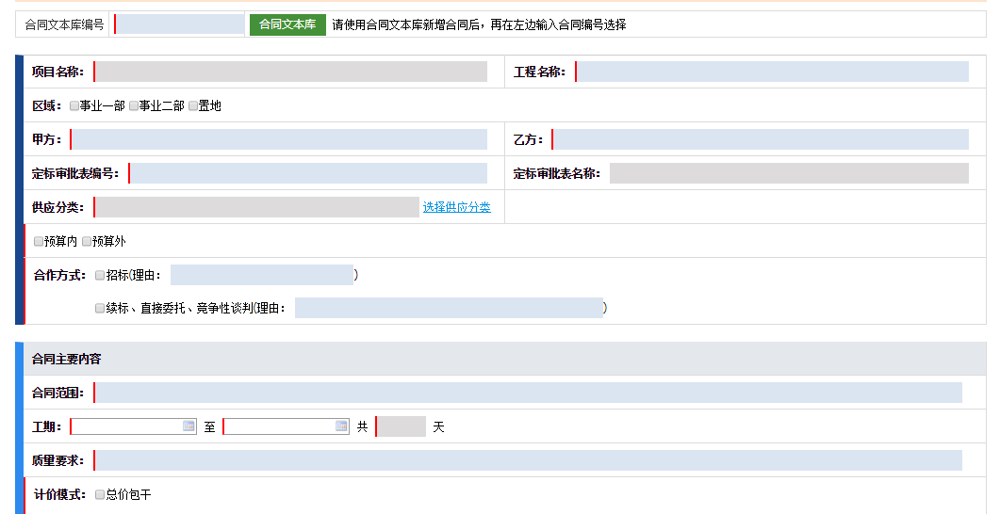 合同文本库编号 合同文本库 请使用合同文本库新增合同后，再在左边输入合同编号选择
项目名称： 工程名称：
区域： 事业一部 事业二部 置地
甲方： 乙方：
定标审批表编号： 定标审批表名称：
供应分类： 选择供应分类
预算内 预算外
合作方式： 招标(理由： )
续标、直接委托、竞争性谈判(理由： )
合同主要内容
合同范围：
工期： 至 共 天
质量要求：
计价模式： 总价包干